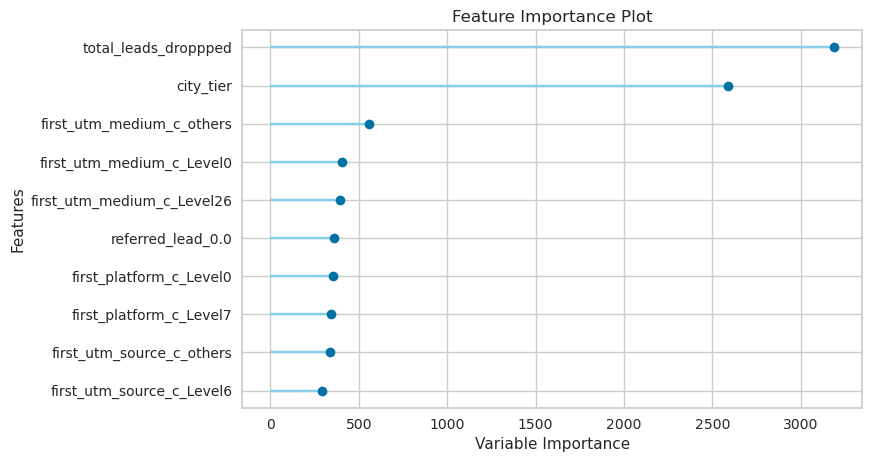 Feature Importance Plot
total_leads_droppped
city_tier
first_utm_medium_c_others
first_utm_medium_c_Level0
first_utm_medium_c_Level26
referred_lead_0.0
first_platform_c_Level0
first_platform_c_Level7
first_utm_source_c_others
first_utm_source_c_Level6
Features
0 500 1000 1500 2000 2500 3000
Variable Importance